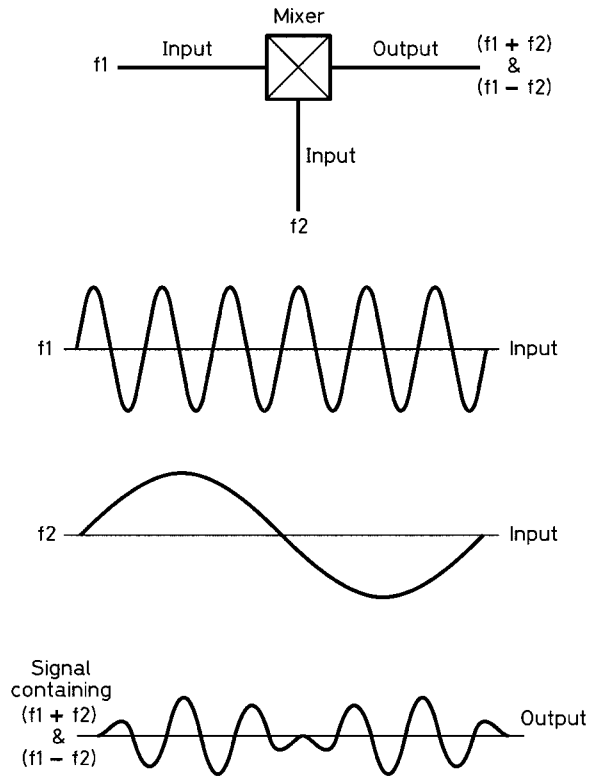 Mixer
f1
Input
Output
(f1 + f2)
&
(f1 – f2)
Input
f2
f1
Input
f2
Input
Signal
containing
(f1 + f2)
&
(f1 – f2)
Output